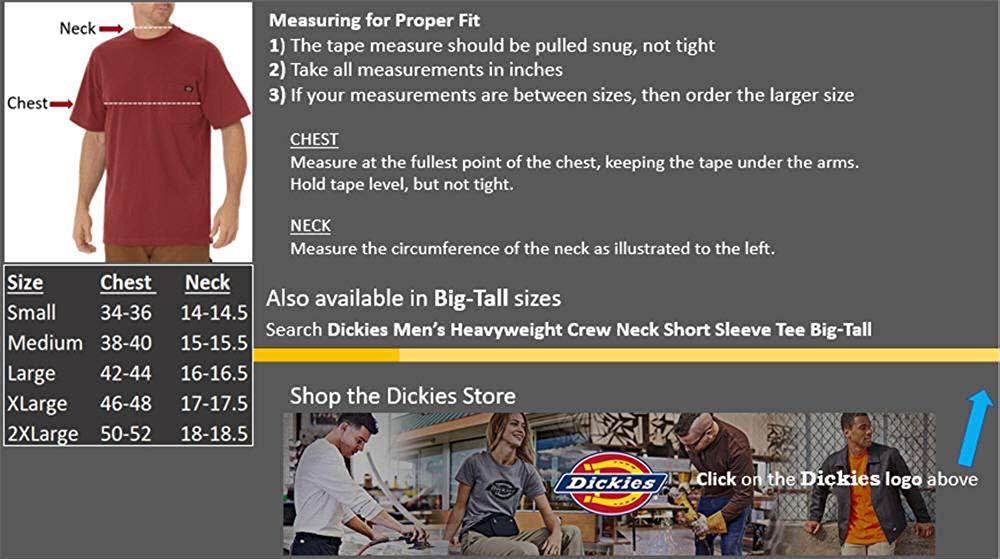 Neck
Chest
Measuring for Proper Fit
1) The tape measure should be pulled snug, not tight
2) Take all measurements in inches
3) If your measurements are between sizes, then order the larger size
CHEST
Measure at the fullest point of the chest, keeping the tape under the arms.
Hold tape level, but not tight.
NECK
Measure the circumference of the neck as illustrated to the left.
Size Chest Neck
Small 34-36 14-14.5
Medium 38-40 15-15.5
Large 42-44 16-16.5
XLarge 46-48 17-17.5
2XLarge 50-52 18-18.5
Also available in Big-Tall sizes
Search Dickies Men’s Heavyweight Crew Neck Short Sleeve Tee Big-Tall
Shop the Dickies Store
Dickies
Click on the Dickies logo above